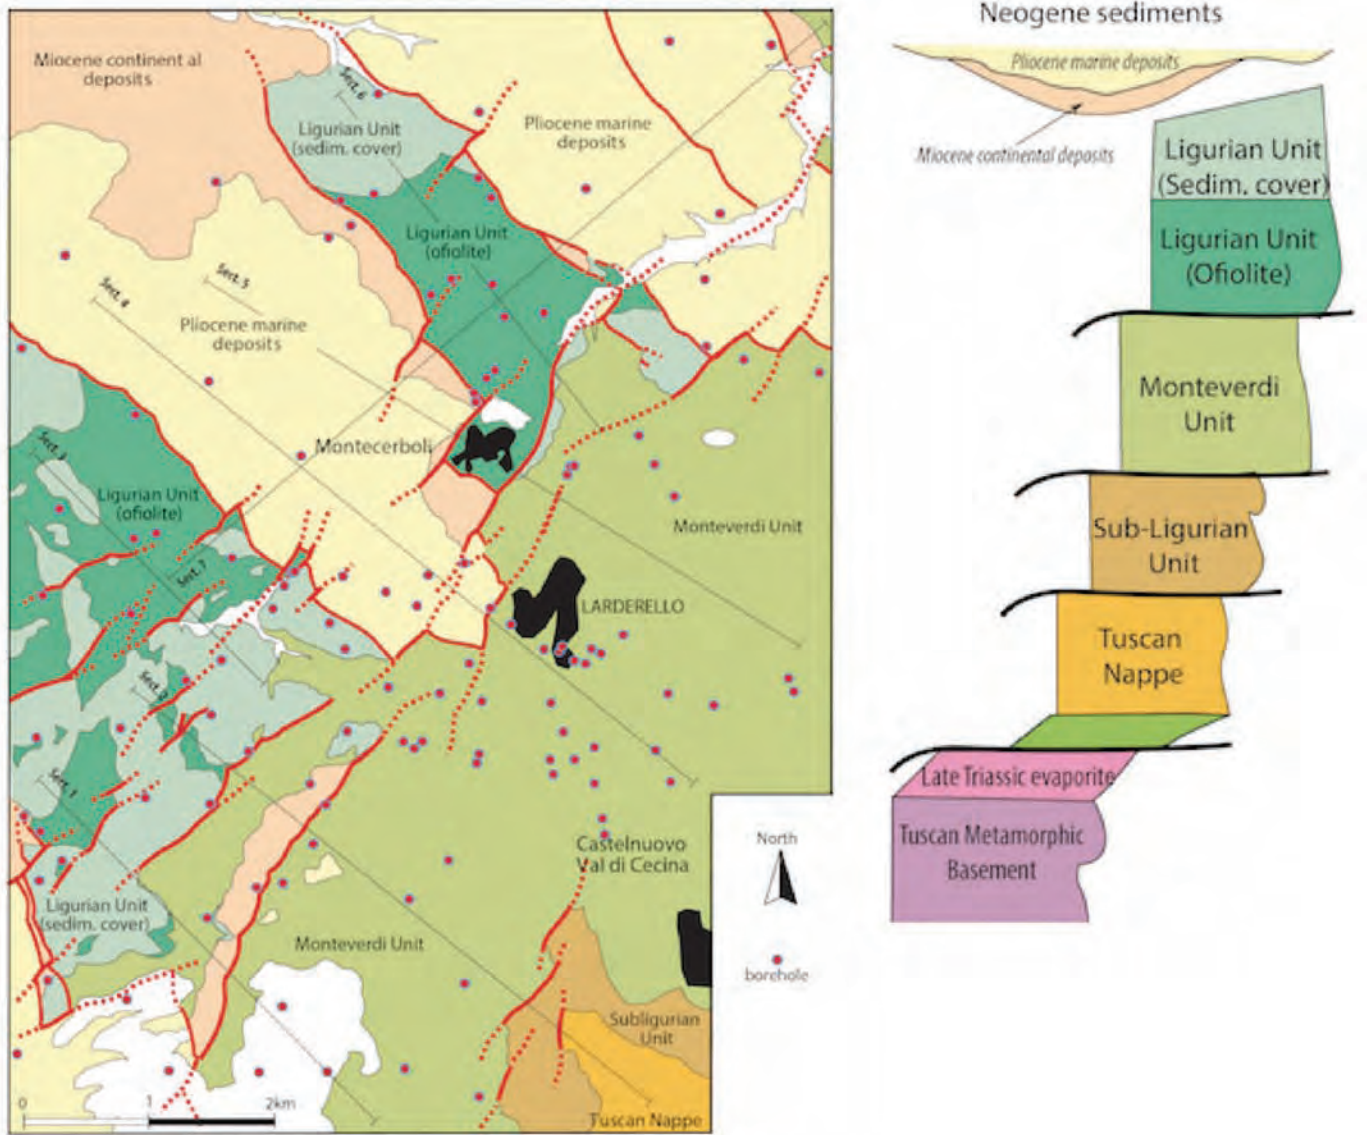 Miocene continent al
deposits
Sect. 6
Ligurian Unit
(sedim. cover)
Pliocene marine
deposits
Ligurian Unit
(ofiolite)
Sect. 5
Sect. 4
Pliocene marine
deposits
Montecerboli
Sect. 3
Ligurian Unit
(ofiolite)
Monteverdi Unit
Sect. 7
LARDERELLO
Sect. 2
Sect. 1
Castelnuovo
Val di Cecina
Ligurian Unit
(sedim. cover)
Monteverdi Unit
Subligurian
Unit
Tuscan Nappe
0 1 2km
North
borehole
Neogene sediments
Pliocene marine deposits
Miocene continental deposits
Ligurian Unit
(Sedim. cover)
Ligurian Unit
(Ofiolite)
Monteverdi
Unit
Sub-Ligurian
Unit
Tuscan
Nappe
Late Triassic evaporite
Tuscan Metamorphic
Basement